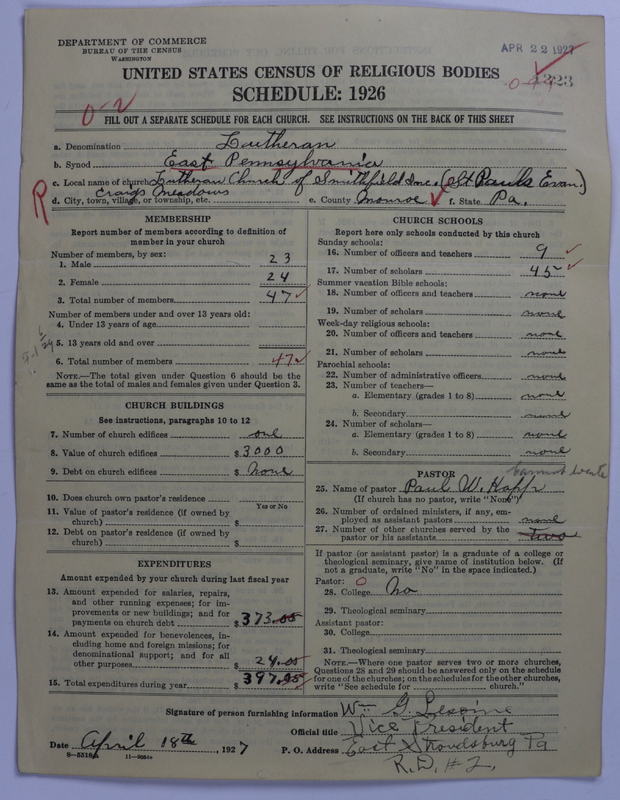 DEPARTMENT OF COMMERCE
BUREAU OF THE CENSUS
WASHINGTON
APR 22 1927
UNITED STATES CENSUS OF RELIGIOUS BODIES
SCHEDULE: 1926
0-2
FILL OUT A SEPARATE SCHEDULE FOR EACH CHURCH. SEE INSTRUCTIONS ON THE BACK OF THIS SHEET
a. Denomination Lutheran
b. Synod East Pennsylvania
c. Local name of church Lutheran Church of Smithfield Inc. (St Paul's Evan.)
d. City, town, village, or township, etc. Craigs Meadows e. County Monroe f. State Pa.
R
MEMBERSHIP
Report number of members according to definition of
member in your church
Number of members, by sex:
1. Male 23
2. Female 24
3. Total number of members 47
Number of members under and over 13 years old:
4. Under 13 years of age
5. 13 years old and over
6. Total number of members 47
NOTE.—The total given under Question 6 should be
same as the total of males and females given under Question 3.
CHURCH BUILDINGS
See instructions, paragraphs 10 to 12
7. Number of church edifices one
8. Value of church edifices $3000
9. Debt on church edifices $None
10. Does church own pastor's residence
Yes or No
11. Value of pastor's residence (if owned by
church) $
12. Debt on pastor's residence (if owned by
church) $
EXPENDITURES
Amount expended by your church during last fiscal year
13. Amount expended for salaries, repairs,
and other running expenses; for im-
provements or new buildings; and for
payments on church debt $373.00
14. Amount expended for benevolences, in-
cluding home and foreign missions; for
denominational support; and for all
other purposes 24.00
15. Total expenditures during year $397.00
CHURCH SCHOOLS
Report here only schools conducted by this church
Sunday schools:
16. Number of officers and teachers 9
17. Number of scholars 45
Summer vacation Bible schools:
18. Number of officers and teachers none
19. Number of scholars none
Week-day religious schools:
20. Number of officers and teachers none
21. Number of scholars none
Parochial schools:
22. Number of administrative officers none
23. Number of teachers—
a. Elementary (grades 1 to 8) none
b. Secondary none
24. Number of scholars—
a. Elementary (grades 1 to 8) none
b. Secondary none
PASTOR
25. Name of pastor Paul W. Happ
(If church has no pastor, write "None")
26. Number of ordained ministers, if any, em-
ployed as assistant pastors none
27. Number of other churches served by the
pastor or his assistants two
If pastor (or assistant pastor) is a graduate of a college or
theological seminary, give name of institution below. (If
not a graduate, write "No" in the space indicated.)
Pastor: 0
28. College No
29. Theological seminary
Assistant pastor:
30. College
31. Theological seminary
NOTE.—Where one pastor serves two or more churches,
Questions 28 and 29 should be answered only on the schedule
for one of the churches; on the schedules for the other churches,
write "See schedule for church."
Signature of person furnishing information Wm G. Lesoine
Official title Vice President
Date April 18th, 1927 P. O. Address East Stroudsburg Pa
R.D. #2,
8—5318A 11—9054